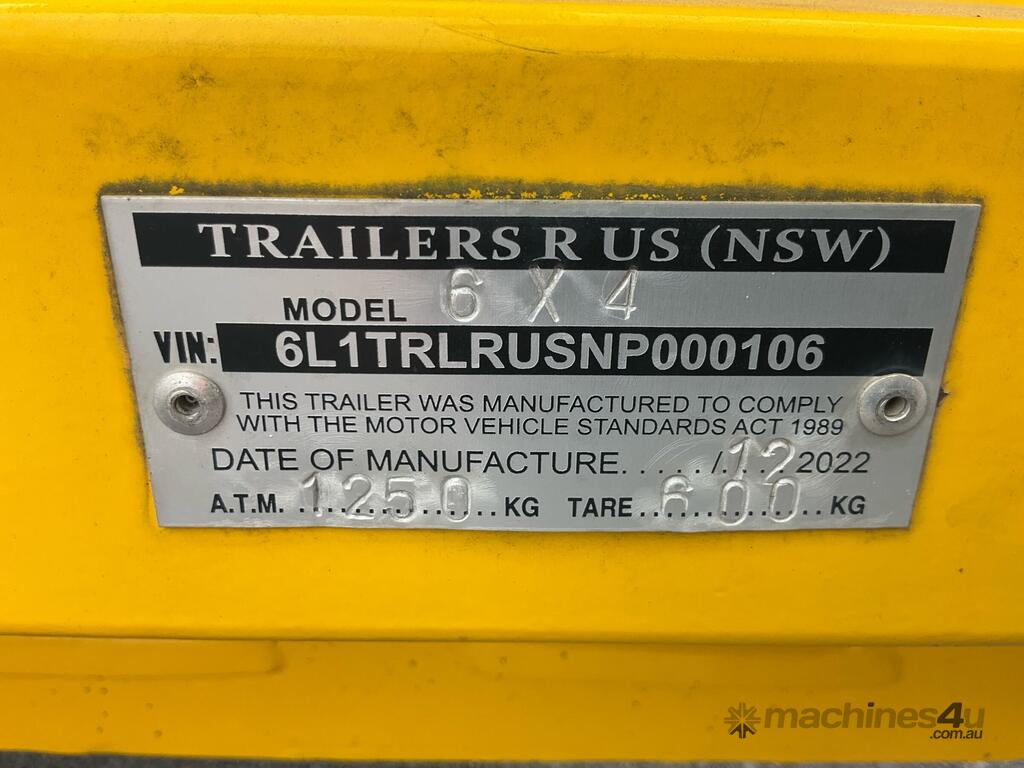 TRAILERS R US (NSW)
MODEL 6 X 4
VIN: 6L1TRLRUSNP000106
THIS TRAILER WAS MANUFACTURED TO COMPLY
WITH THE MOTOR VEHICLE STANDARDS ACT 1989
DATE OF MANUFACTURE...../12...2022
A.T.M. 1250 KG TARE 600 KG
machines4u
.com.au